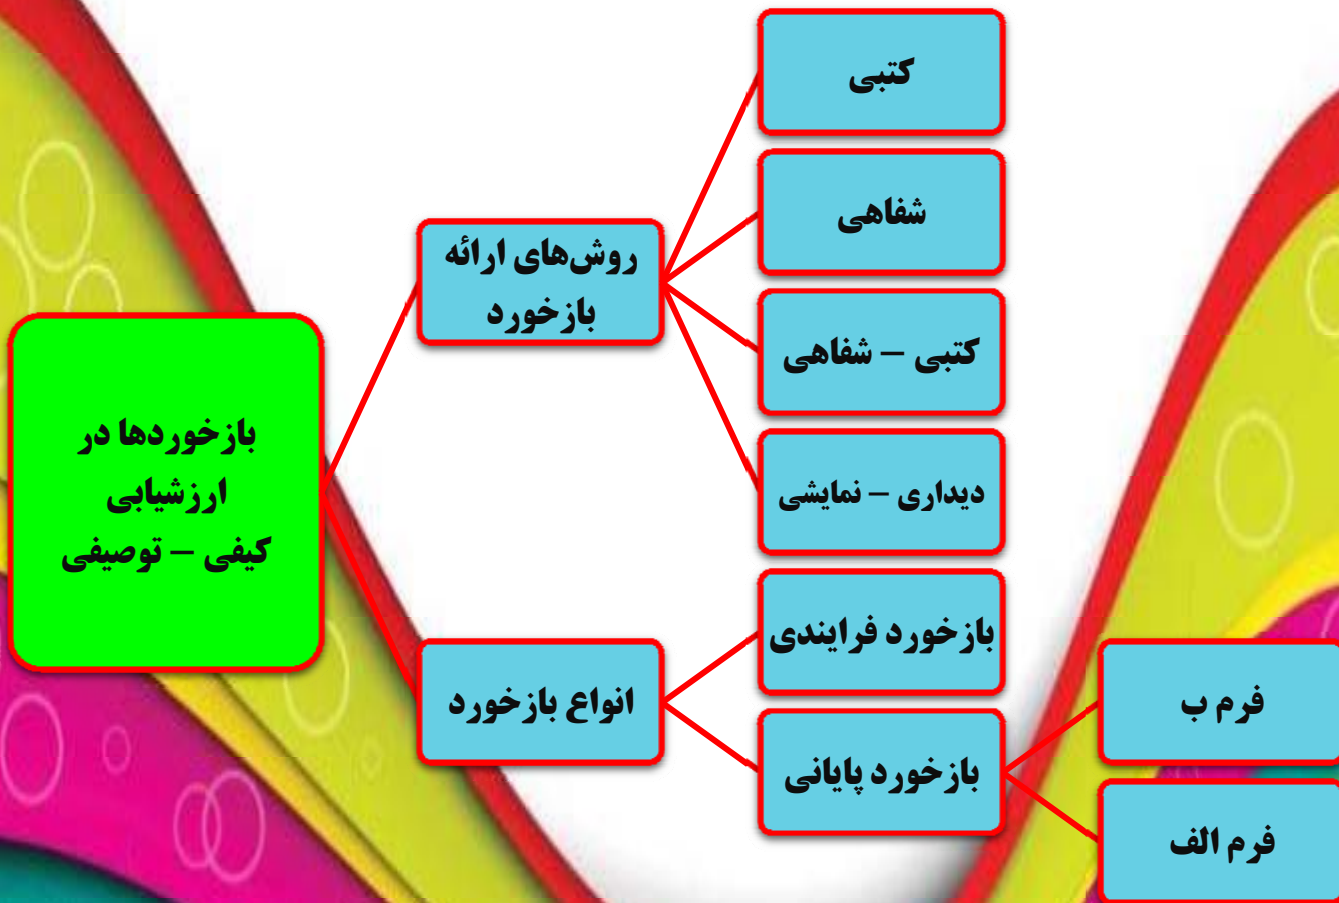 بازخوردها در
ارزشیابی
کیفی – توصیفی
روش‌های ارائه
بازخورد
کتبی
شفاهی
کتبی – شفاهی
دیداری – نمایشی
انواع بازخورد
بازخورد فرایندی
بازخورد پایانی
فرم ب
فرم الف